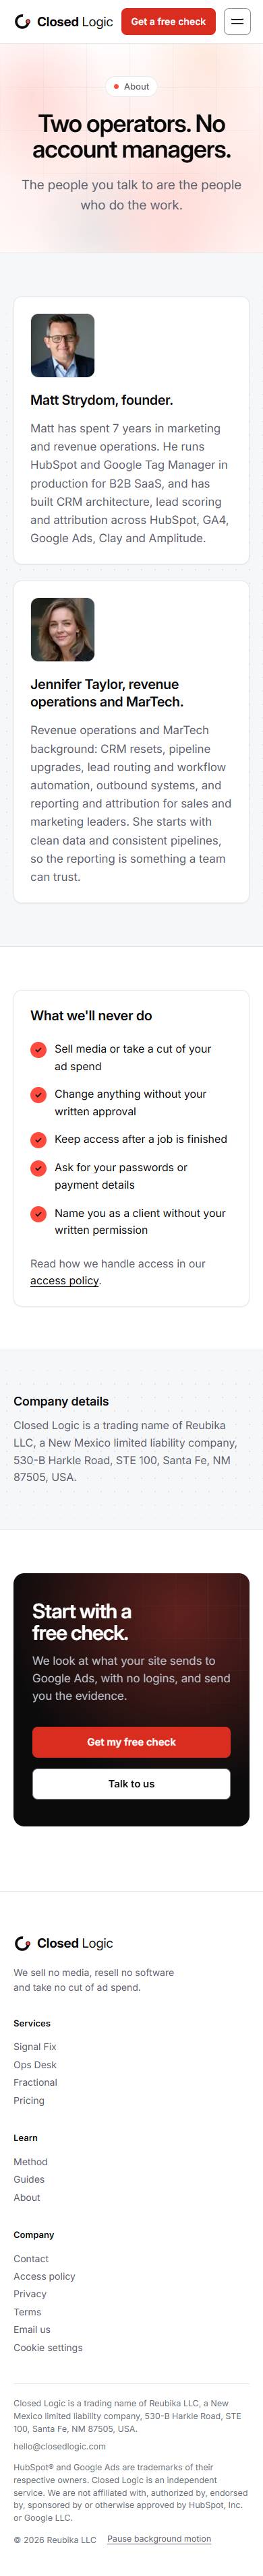 Closed Logic
Get a free check
About
Two operators. No
account managers.
The people you talk to are the people
who do the work.
Matt Strydom, founder.
Matt has spent 7 years in marketing
and revenue operations. He runs
HubSpot and Google Tag Manager in
production for B2B SaaS, and has
built CRM architecture, lead scoring
and attribution across HubSpot, GA4,
Google Ads, Clay and Amplitude.
Jennifer Taylor, revenue
operations and MarTech.
Revenue operations and MarTech
background: CRM resets, pipeline
upgrades, lead routing and workflow
automation, outbound systems, and
reporting and attribution for sales and
marketing leaders. She starts with
clean data and consistent pipelines,
so the reporting is something a team
can trust.
What we'll never do
Sell media or take a cut of your
ad spend
Change anything without your
written approval
Keep access after a job is finished
Ask for your passwords or
payment details
Name you as a client without your
written permission
Read how we handle access in our
access policy.
Company details
Closed Logic is a trading name of Reubika
LLC, a New Mexico limited liability company,
530-B Harkle Road, STE 100, Santa Fe, NM
87505, USA.
Start with a
free check.
We look at what your site sends to
Google Ads, with no logins, and send
you the evidence.
Get my free check
Talk to us
Closed Logic
We sell no media, resell no software
and take no cut of ad spend.
Services
Signal Fix
Ops Desk
Fractional
Pricing
Learn
Method
Guides
About
Company
Contact
Access policy
Privacy
Terms
Email us
Cookie settings
Closed Logic is a trading name of Reubika LLC, a New
Mexico limited liability company, 530-B Harkle Road, STE
100, Santa Fe, NM 87505, USA.
hello@closedlogic.com
HubSpot® and Google Ads are trademarks of their
respective owners. Closed Logic is an independent
service. We are not affiliated with, authorized by, endorsed
by, sponsored by or otherwise approved by HubSpot, Inc.
or Google LLC.
© 2026 Reubika LLC Pause background motion